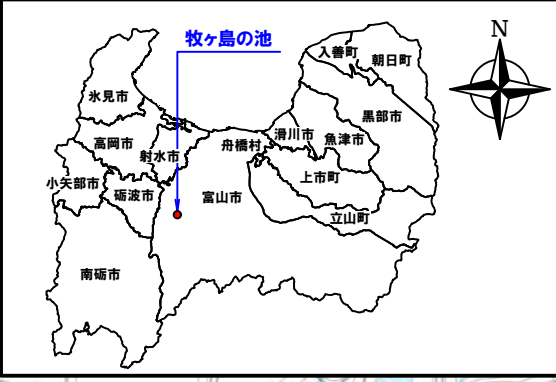 牧ヶ島の池
N
入善町
朝日町
氷見市
黒部市
高岡市
射水市
舟橋村
滑川市
魚津市
上市町
小矢部市
砺波市
富山市
立山町
南砺市